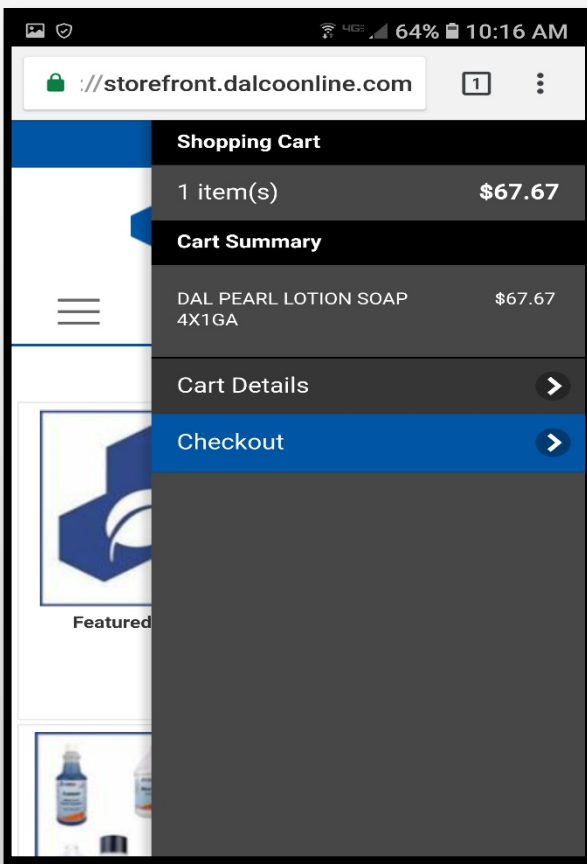 4G 64% 10:16 AM
://storefront.dalcoonline.com 1
Shopping Cart
1 item(s) $67.67
Cart Summary
DAL PEARL LOTION SOAP $67.67
4X1GA
Cart Details
Checkout
Featured